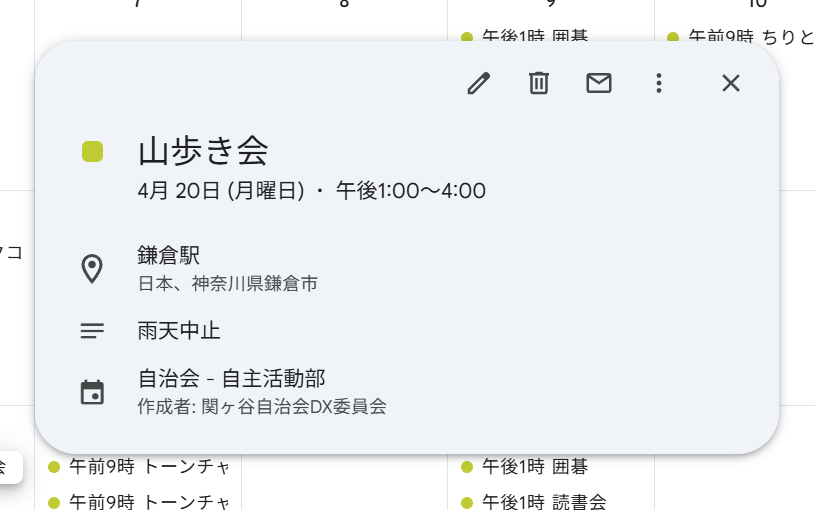 7 8 9 10
午後1時 囲碁
午前9時 ちりと
山歩き会
4月 20日 (月曜日) ・ 午後1:00～4:00
鎌倉駅
日本、神奈川県鎌倉市
雨天中止
自治会 - 自主活動部
作成者: 関ヶ谷自治会DX委員会
コ
会
午前9時 トーンチャ
午後1時 囲碁
午前9時 トーンチャ
午後1時 読書会